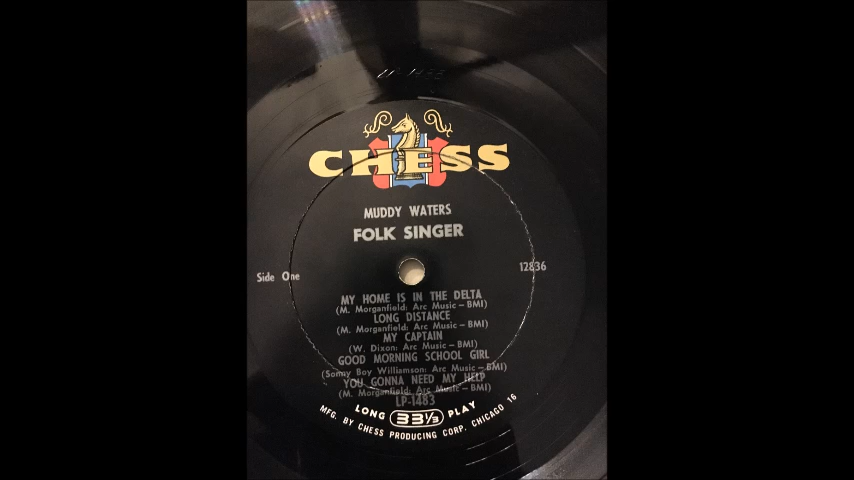 CHESS
MUDDY WATERS
FOLK SINGER
Side One
12836
MY HOME IS IN THE DELTA
(M. Morganfield: Arc Music—BMI)
LONG DISTANCE
(M. Morganfield: Arc Music—BMI)
MY CAPTAIN
(W. Dixon: Arc Music—BMI)
GOOD MORNING SCHOOL GIRL
(Sonny Boy Williamson: Arc Music—BMI)
YOU GONNA NEED MY HELP
(M. Morganfield: Arc Music—BMI)
LP-1483
LONG 33⅓ PLAY
MFG. BY CHESS PRODUCING CORP. CHICAGO 16